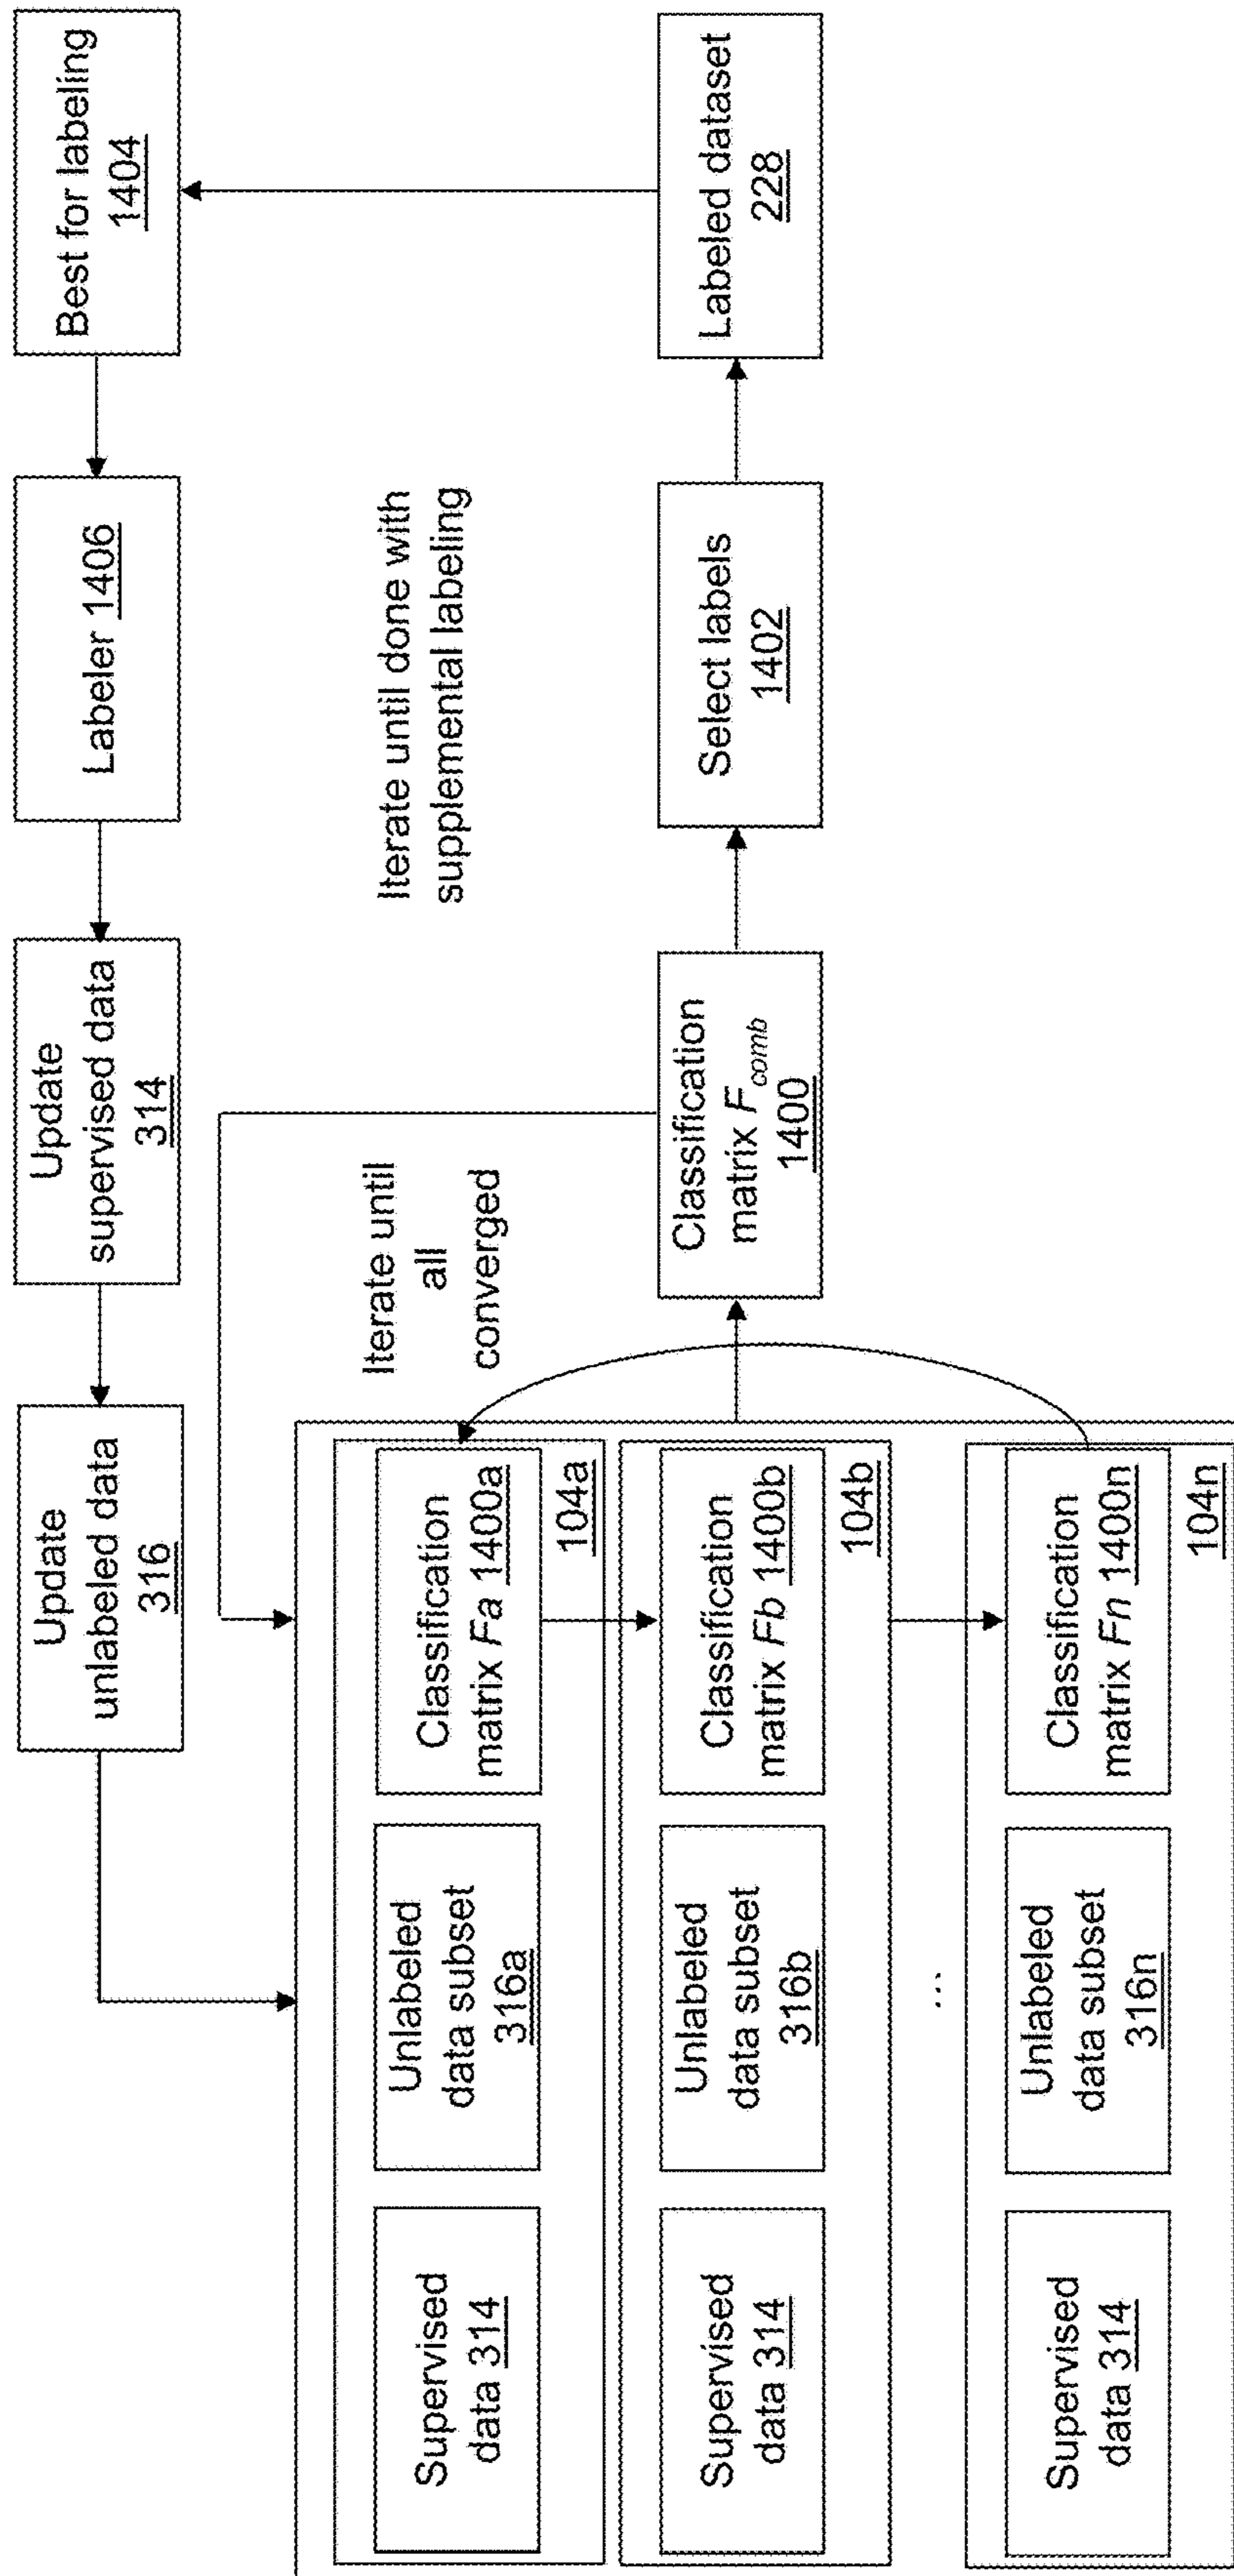 Update
unlabeled data
316
Update
supervised data
314
Labeler 1406
Best for labeling
1404
Iterate until
all
converged
Iterate until done with
supplemental labeling
Supervised
data 314
Unlabeled
data subset
316a
Classification
matrix Fa 1400a
104a
Supervised
data 314
Unlabeled
data subset
316b
Classification
matrix Fb 1400b
104b
Classification
matrix Fcomb
1400
Select labels
1402
Labeled dataset
228
...
Supervised
data 314
Unlabeled
data subset
316n
Classification
matrix Fn 1400n
104n